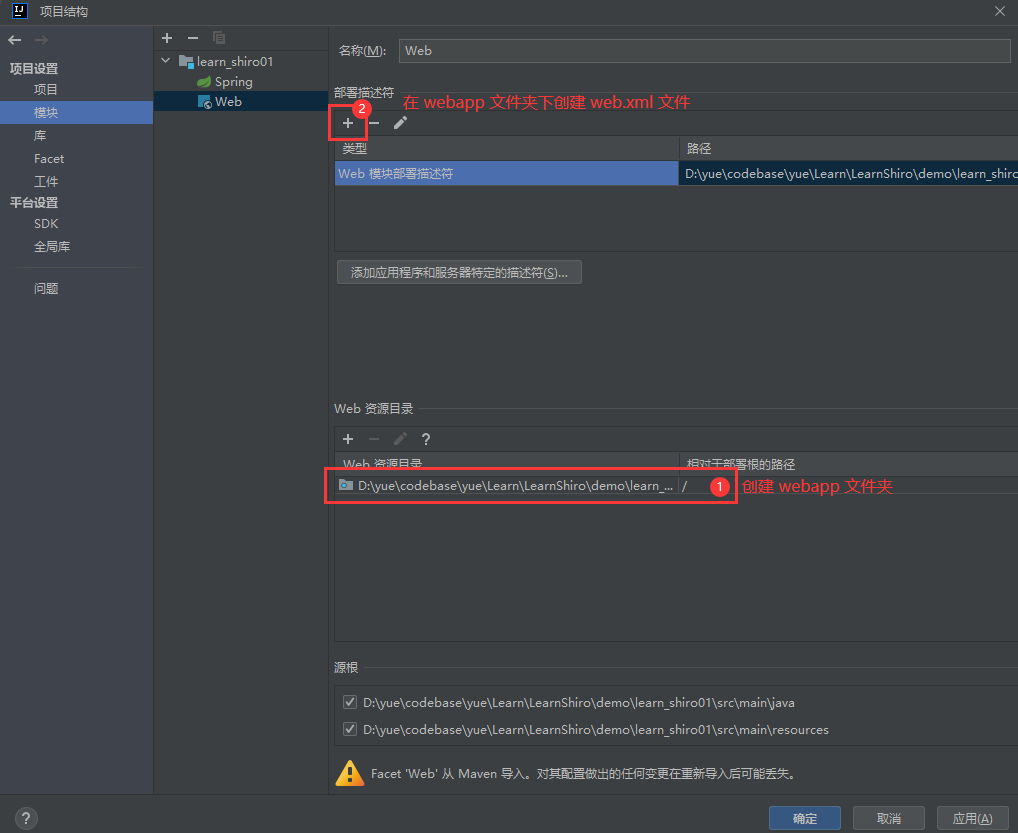 项目结构
项目设置
项目
模块
库
Facet
工件
平台设置
SDK
全局库
问题
learn_shiro01
Spring
Web
名称(M): Web
部署描述符
2
在 webapp 文件夹下创建 web.xml 文件
类型 路径
Web 模块部署描述符 D:\yue\codebase\yue\Learn\LearnShiro\demo\learn_shiro
添加应用程序和服务器特定的描述符(S)...
Web 资源目录
?
Web 资源目录 相对于部署根的路径
D:\yue\codebase\yue\Learn\LearnShiro\demo\learn_... / 1 创建 webapp 文件夹
源根
D:\yue\codebase\yue\Learn\LearnShiro\demo\learn_shiro01\src\main\java
D:\yue\codebase\yue\Learn\LearnShiro\demo\learn_shiro01\src\main\resources
Facet 'Web' 从 Maven 导入。对其配置做出的任何变更在重新导入后可能丢失。
? 确定 取消 应用(A)